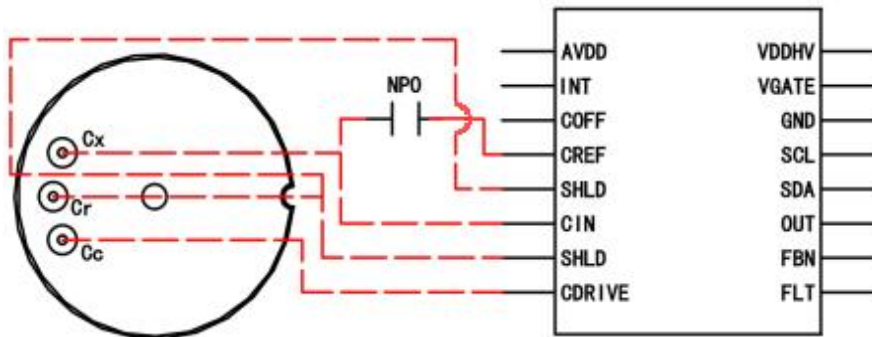 Cx
Cr
Cc
NPO
AVDD
INT
COFF
CREF
SHLD
CIN
SHLD
CDRIVE
VDDHV
VGATE
GND
SCL
SDA
OUT
FBN
FLT